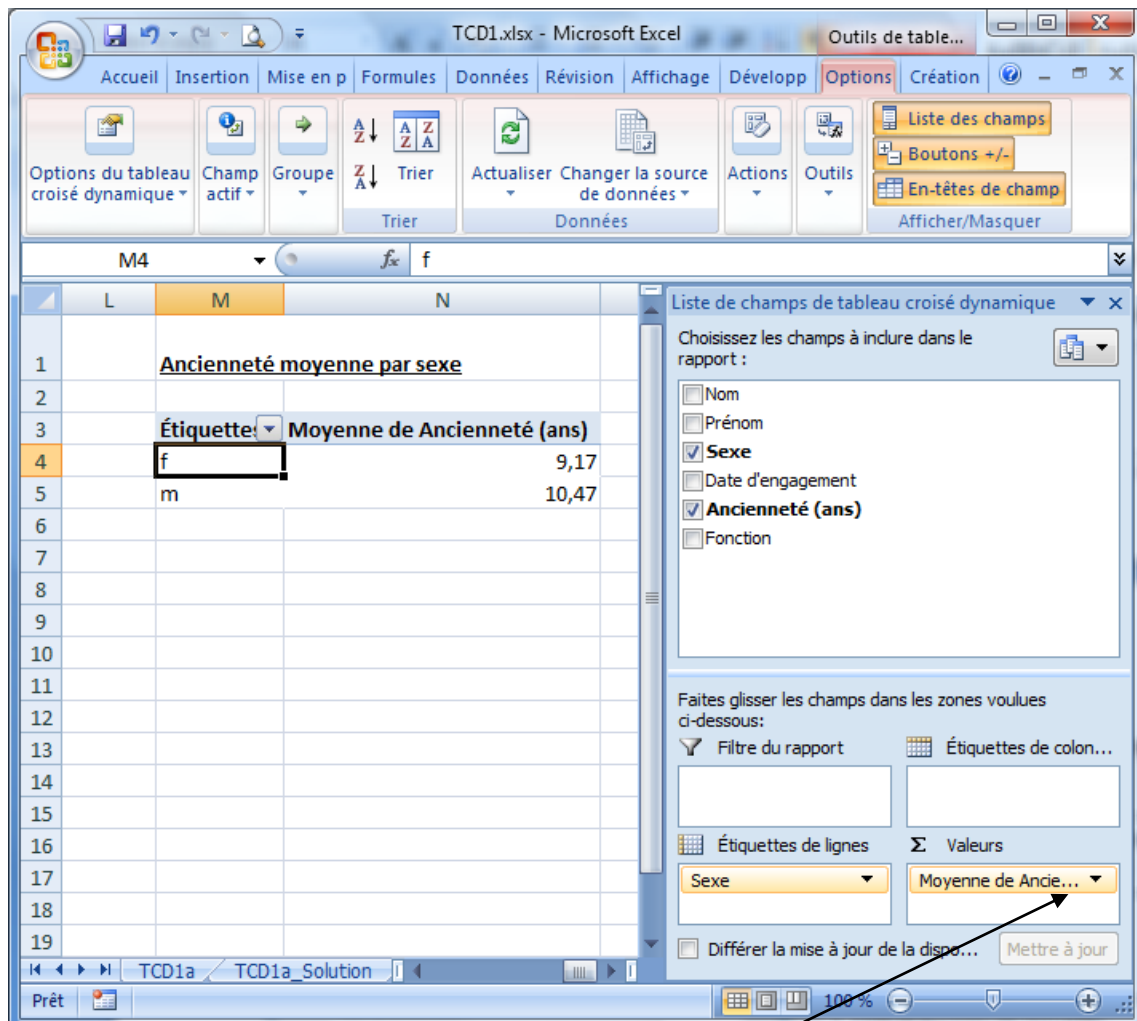 TCD1.xlsx - Microsoft Excel
Outils de table...
Accueil Insertion Mise en p Formules Données Révision Affichage Développ Options Création
Options du tableau croisé dynamique
Champ actif
Groupe
Trier
Actualiser
Changer la source de données
Actions
Outils
Liste des champs
Boutons +/-
En-têtes de champ
Trier
Données
Afficher/Masquer
M4 fx f
L M N
1 Ancienneté moyenne par sexe
2
3 Étiquettes Moyenne de Ancienneté (ans)
4 f 9,17
5 m 10,47
6
7
8
9
10
11
12
13
14
15
16
17
18
19
TCD1a TCD1a_Solution
Prêt
100 %
Liste de champs de tableau croisé dynamique
Choisissez les champs à inclure dans le
rapport :
Nom
Prénom
Sexe
Date d'engagement
Ancienneté (ans)
Fonction
Faites glisser les champs dans les zones voulues
ci-dessous:
Filtre du rapport
Étiquettes de colon...
Étiquettes de lignes
Σ Valeurs
Sexe
Moyenne de Ancie...
Différer la mise à jour de la dispo...
Mettre à jour